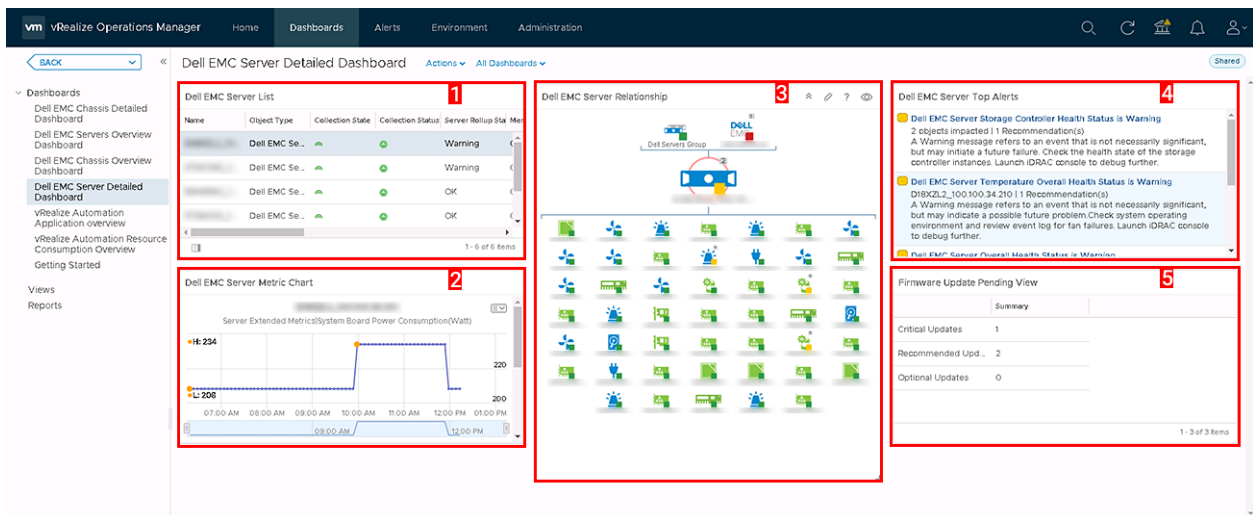 vm vRealize Operations Manager Home Dashboards Alerts Environment Administration
BACK
Dell EMC Server Detailed Dashboard Actions All Dashboards Shared
Dashboards
Dell EMC Chassis Detailed
Dashboard
Dell EMC Servers Overview
Dashboard
Dell EMC Chassis Overview
Dashboard
Dell EMC Server Detailed
Dashboard
vRealize Automation
Application overview
vRealize Automation Resource
Consumption Overview
Getting Started
Views
Reports
Dell EMC Server List 1
Name Object Type Collection State Collection Status Server Rollup Sta Mer
Dell EMC Se... Warning
Dell EMC Se... Warning
Dell EMC Se... OK
Dell EMC Se... OK
1 - 6 of 6 items
Dell EMC Server Metric Chart 2
Server Extended Metrics|System Board Power Consumption(Watt)
H: 234
220
L: 208
200
07:00 AM 08:00 AM 09:00 AM 10:00 AM 11:00 AM 12:00 PM 01:00 PM
09:00 AM 12:00 PM
Dell EMC Server Relationship 3
DELL
EMC
Dell Servers Group
2
Dell EMC Server Top Alerts 4
Dell EMC Server Storage Controller Health Status is Warning
2 objects impacted | 1 Recommendation(s)
A Warning message refers to an event that is not necessarily significant,
but may initiate a future failure. Check the health state of the storage
controller instances. Launch iDRAC console to debug further.
Dell EMC Server Temperature Overall Health Status is Warning
D18XZL2_100.100.34.210 | 1 Recommendation(s)
A Warning message refers to an event that is not necessarily significant,
but may indicate a possible future problem.Check system operating
environment and review event log for fan failures. Launch iDRAC console
to debug further.
Dell EMC Server Overall Health Status is Warning
Firmware Update Pending View 5
Summary
Critical Updates 1
Recommended Upd... 2
Optional Updates 0
1 - 3 of 3 items